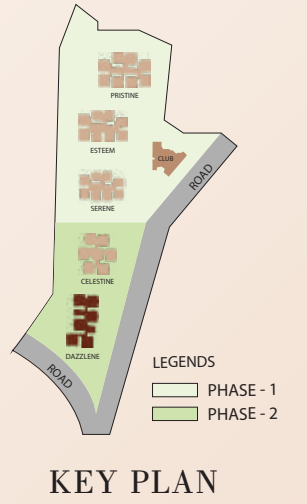 PRISTINE
ESTEEM
CLUB
ROAD
SERENE
CELESTINE
DAZZLENE
ROAD
LEGENDS
PHASE - 1
PHASE - 2
KEY PLAN